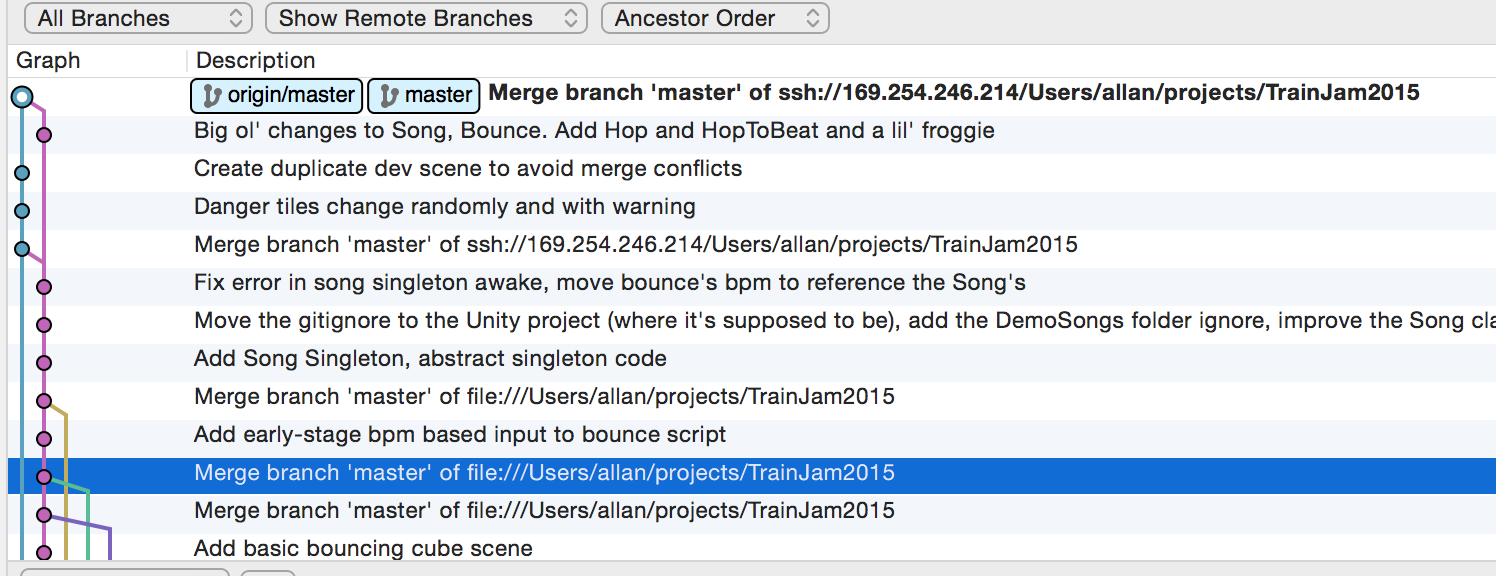 All Branches Show Remote Branches Ancestor Order
Graph Description
origin/master master Merge branch 'master' of ssh://169.254.246.214/Users/allan/projects/TrainJam2015
Big ol' changes to Song, Bounce. Add Hop and HopToBeat and a lil' froggie
Create duplicate dev scene to avoid merge conflicts
Danger tiles change randomly and with warning
Merge branch 'master' of ssh://169.254.246.214/Users/allan/projects/TrainJam2015
Fix error in song singleton awake, move bounce's bpm to reference the Song's
Move the gitignore to the Unity project (where it's supposed to be), add the DemoSongs folder ignore, improve the Song cla
Add Song Singleton, abstract singleton code
Merge branch 'master' of file:///Users/allan/projects/TrainJam2015
Add early-stage bpm based input to bounce script
Merge branch 'master' of file:///Users/allan/projects/TrainJam2015
Merge branch 'master' of file:///Users/allan/projects/TrainJam2015
Add basic bouncing cube scene